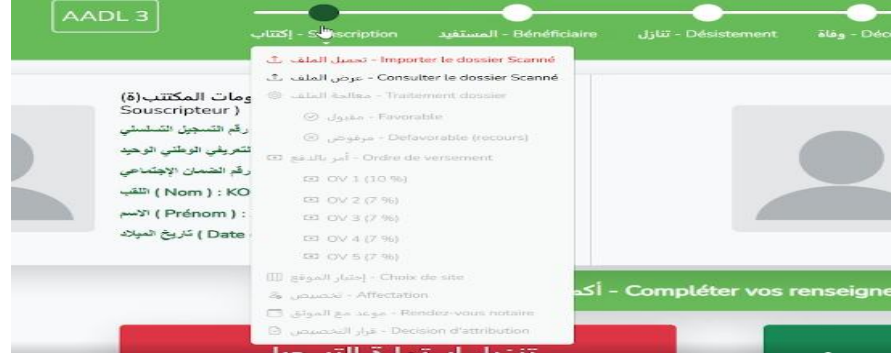 AADL 3
إكتتاب - Souscription
المستفيد - Bénéficiaire
تنازل - Désistement
وفاة - Déc
تحميل الملف - Importer le dossier Scanné
عرض الملف - Consulter le dossier Scanné
معالجة الملف - Traitement dossier
مقبول - Favorable
مرفوض - Defavorable (recours)
أمر بالدفع - Ordre de versement
OV 1 (10 %)
OV 2 (7 %)
OV 3 (7 %)
OV 4 (7 %)
OV 5 (7 %)
إختيار الموقع - Choix de site
تخصيص - Affectation
موعد مع الموثق - Rendez-vous notaire
قرار التخصيص - Decision d'attribution
ومات المكتتب(ة)
Souscripteur )
رقم التسجيل التسلسلي
التعريفي الوطني الوحيد
رقم الضمان الإجتماعي
اللقب ( Nom ) : KO
الاسم ( Prénom ) :
تاريخ الميلاد ( Date
أكم - Compléter vos renseigne